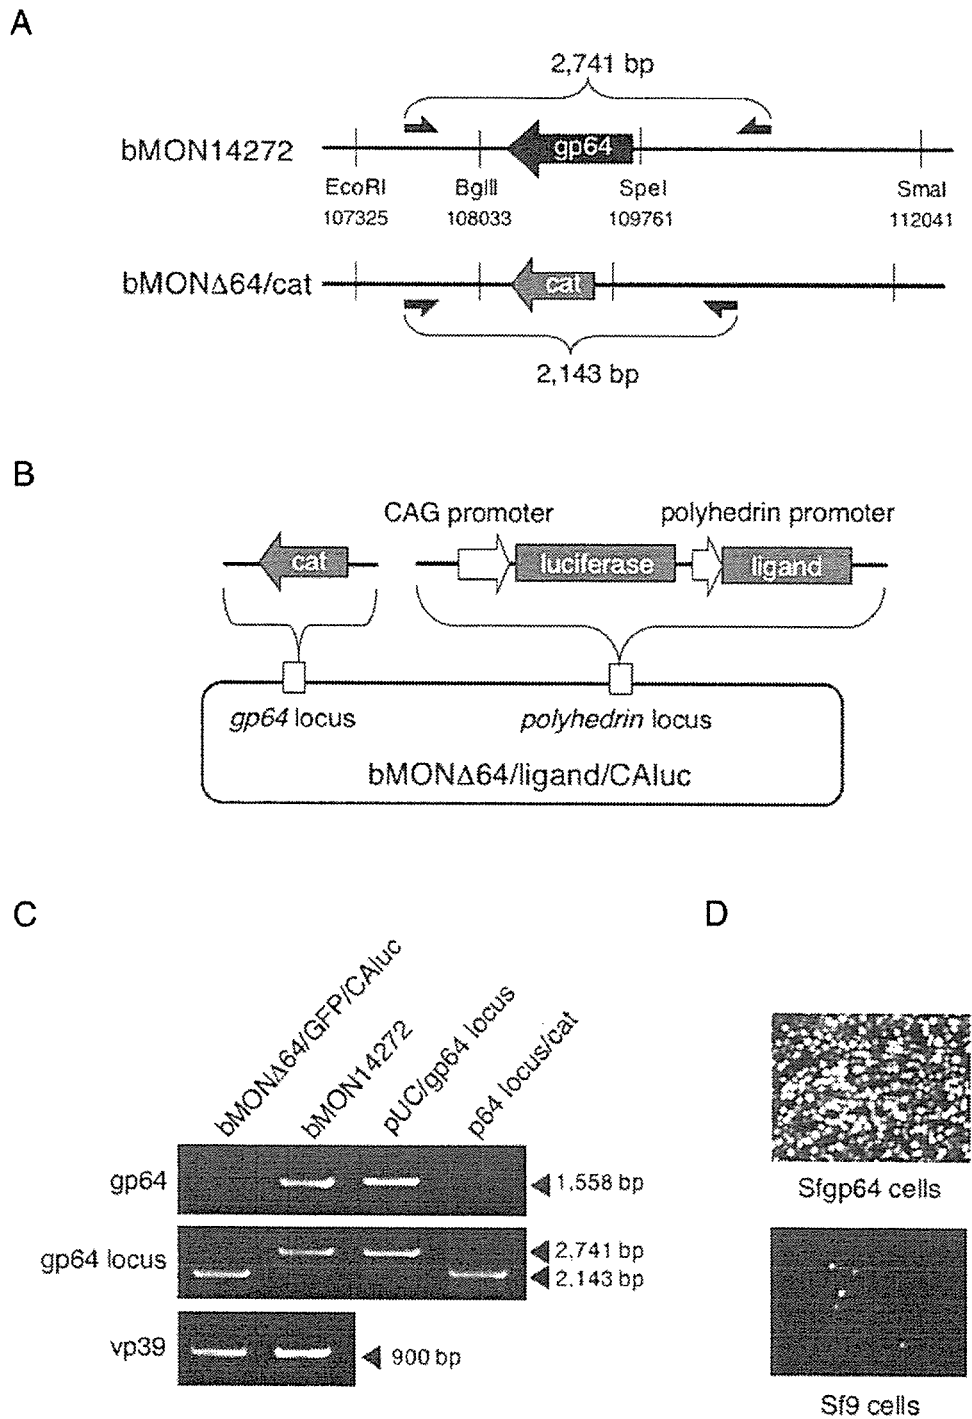 A
2,741 bp
bMON14272
gp64
EcoRI
BglII
SpeI
SmaI
107325
108033
109761
112041
bMONΔ64/cat
cat
2,143 bp
B
CAG promoter
polyhedrin promoter
cat
luciferase
ligand
gp64 locus
polyhedrin locus
bMONΔ64/ligand/CAluc
C
bMONΔ64/GFP/CAluc
bMON14272
pUC/gp64 locus
p64 locus/cat
gp64
1,558 bp
gp64 locus
2,741 bp
2,143 bp
vp39
900 bp
D
Sfgp64 cells
Sf9 cells